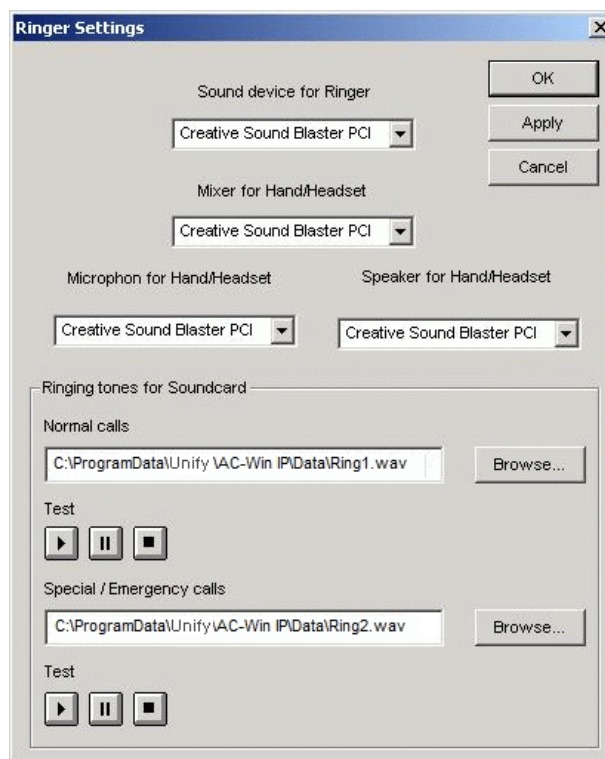 Ringer Settings
Sound device for Ringer
OK
Creative Sound Blaster PCI
Apply
Cancel
Mixer for Hand/Headset
Creative Sound Blaster PCI
Microphon for Hand/Headset
Speaker for Hand/Headset
Creative Sound Blaster PCI
Creative Sound Blaster PCI
Ringing tones for Soundcard
Normal calls
C:\ProgramData\Unify \AC-Win IP\Data\Ring1.wav
Browse...
Test
Special / Emergency calls
C:\ProgramData\Unify \AC-Win IP\Data\Ring2.wav
Browse...
Test